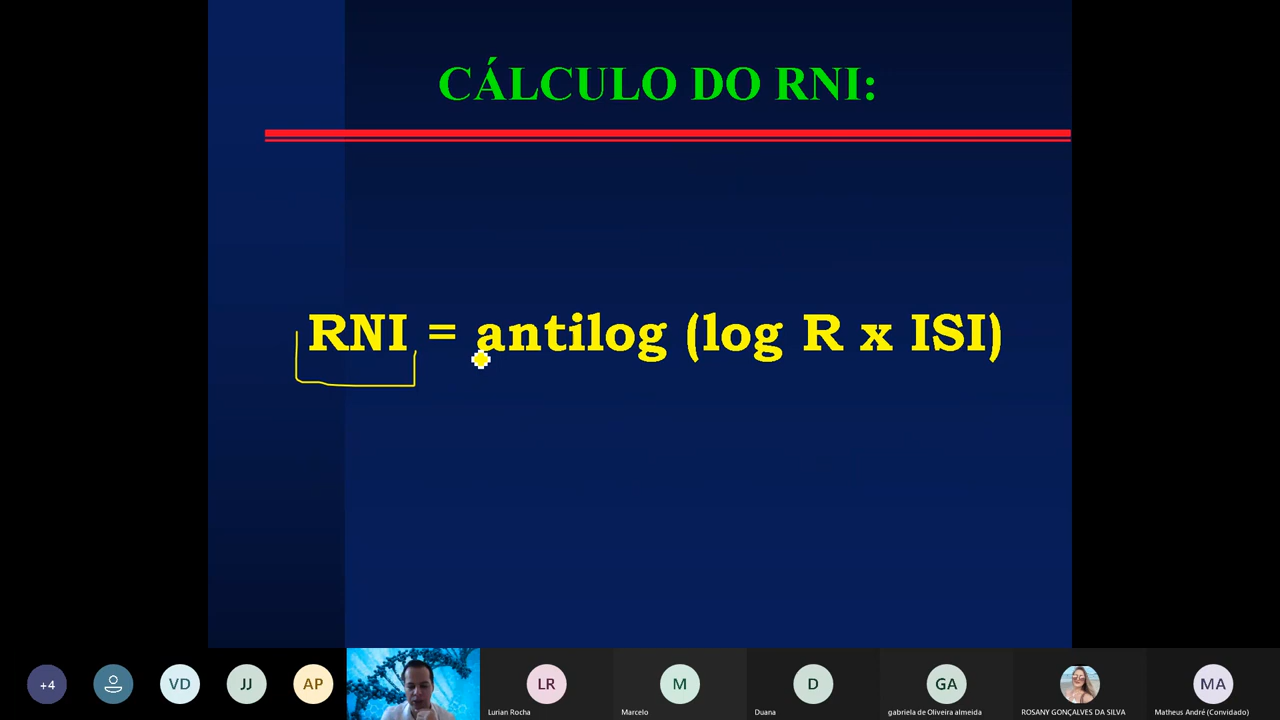 CÁLCULO DO RNI:
RNI = antilog (log R x ISI)
+4
VD
JJ
AP
LR
Lurian Rocha
M
Marcelo
D
Duana
GA
gabriela de Oliveira almeida
ROSANY GONÇALVES DA SILVA
MA
Matheus André (Convidado)